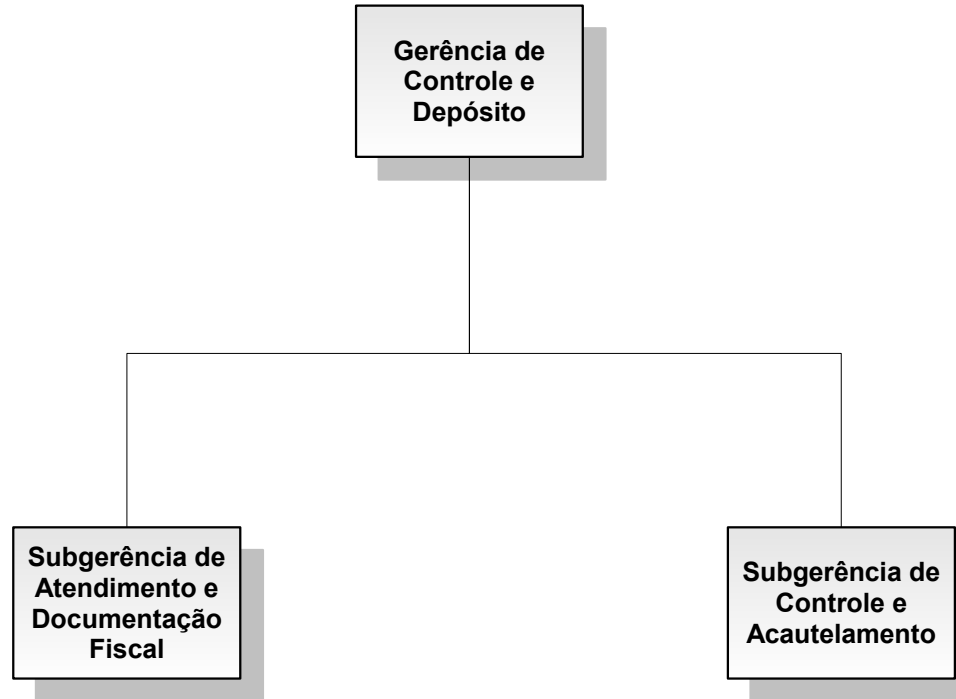 Gerência de
Controle e
Depósito
Subgerência de
Atendimento e
Documentação
Fiscal
Subgerência de
Controle e
Acautelamento